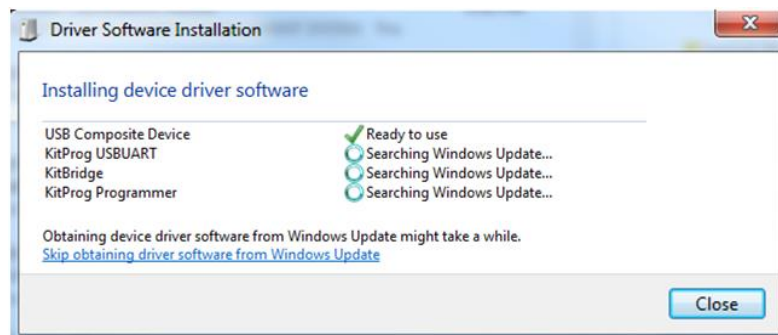 Driver Software Installation
Installing device driver software
USB Composite Device Ready to use
KitProg USBUART Searching Windows Update...
KitBridge Searching Windows Update...
KitProg Programmer Searching Windows Update...
Obtaining device driver software from Windows Update might take a while.
Skip obtaining driver software from Windows Update
Close